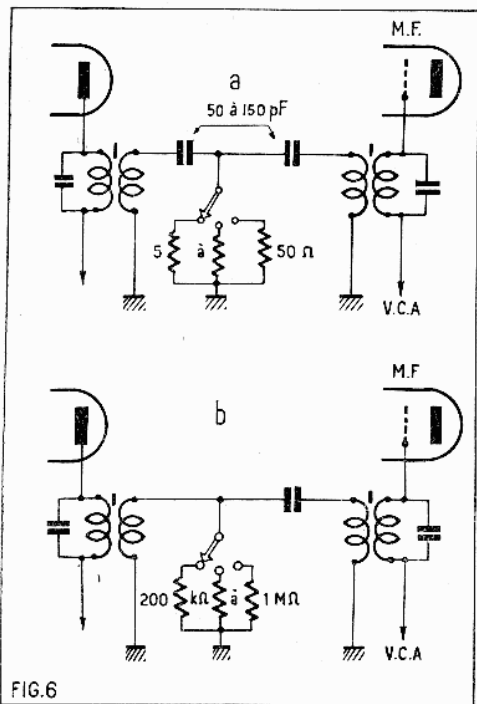 M.F.
a
50 à 150 pF
5 à 50 Ω
V.C.A
M.F
b
200 kΩ à 1 MΩ
V.C.A
FIG.6